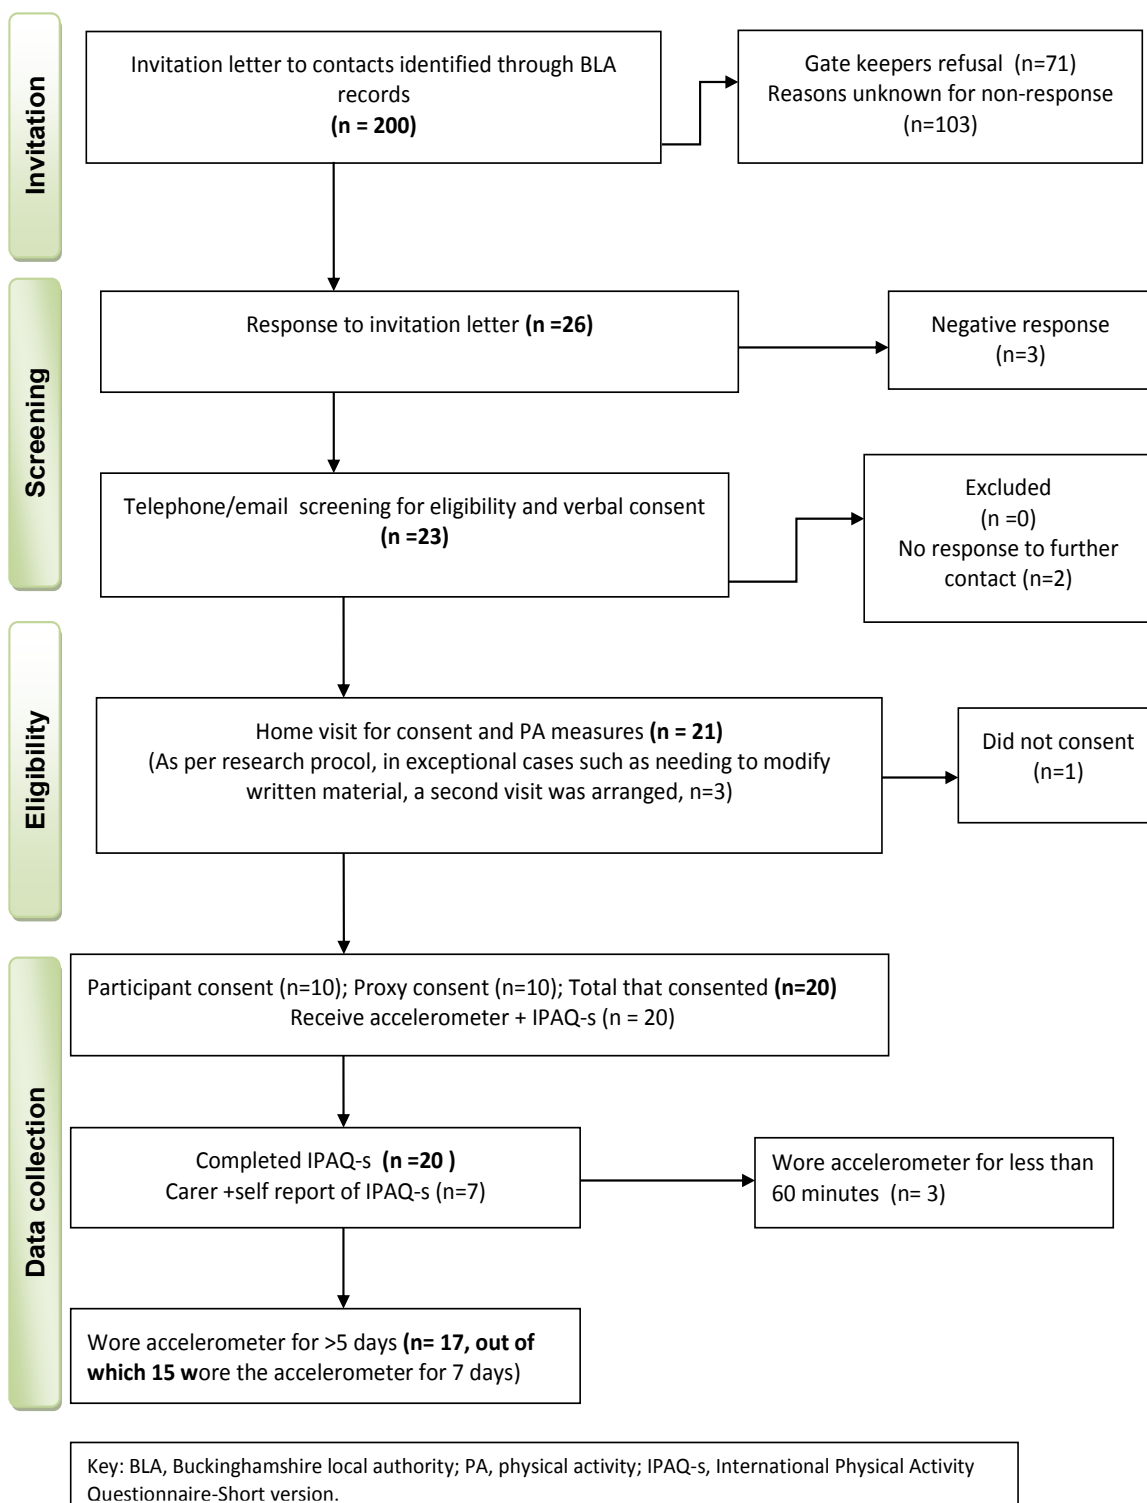 Invitation
Invitation letter to contacts identified through BLA
records
(n = 200)
Gate keepers refusal (n=71)
Reasons unknown for non-response
(n=103)
Screening
Response to invitation letter (n =26)
Negative response
(n=3)
Telephone/email screening for eligibility and verbal consent
(n =23)
Excluded
(n =0)
No response to further
contact (n=2)
Eligibility
Home visit for consent and PA measures (n = 21)
(As per research procol, in exceptional cases such as needing to modify
written material, a second visit was arranged, n=3)
Did not consent
(n=1)
Data collection
Participant consent (n=10); Proxy consent (n=10); Total that consented (n=20)
Receive accelerometer + IPAQ-s (n = 20)
Completed IPAQ-s (n =20 )
Carer +self report of IPAQ-s (n=7)
Wore accelerometer for less than
60 minutes (n= 3)
Wore accelerometer for >5 days (n= 17, out of
which 15 wore the accelerometer for 7 days)
Key: BLA, Buckinghamshire local authority; PA, physical activity; IPAQ-s, International Physical Activity
Questionnaire-Short version.